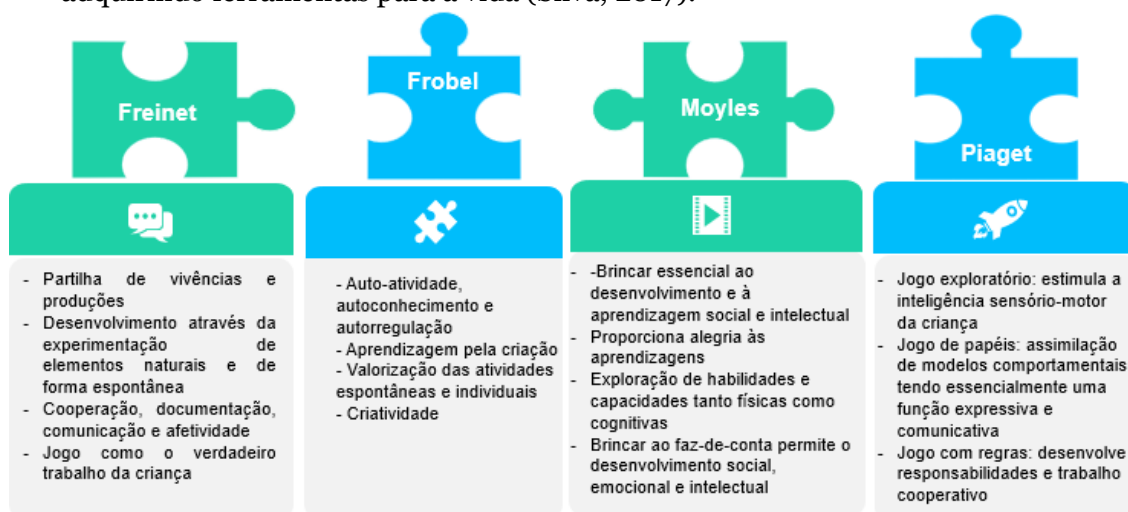 adquirindo ferramentas para a vida (Silva, 2017).
Freinet
- Partilha de vivências e
produções
- Desenvolvimento através da
experimentação de
elementos naturais e de
forma espontânea
- Cooperação, documentação,
comunicação e afetividade
- Jogo como o verdadeiro
trabalho da criança
Frobel
- Auto-atividade,
autoconhecimento e
autorregulação
- Aprendizagem pela criação
- Valorização das atividades
espontâneas e individuais
- Criatividade
Moyles
- -Brincar essencial ao
desenvolvimento e à
aprendizagem social e intelectual
- Proporciona alegria às
aprendizagens
- Exploração de habilidades e
capacidades tanto físicas como
cognitivas
- Brincar ao faz-de-conta permite o
desenvolvimento social,
emocional e intelectual
Piaget
- Jogo exploratório: estimula a
inteligência sensório-motor
da criança
- Jogo de papéis: assimilação
de modelos comportamentais
tendo essencialmente uma
função expressiva e
comunicativa
- Jogo com regras: desenvolve
responsabilidades e trabalho
cooperativo